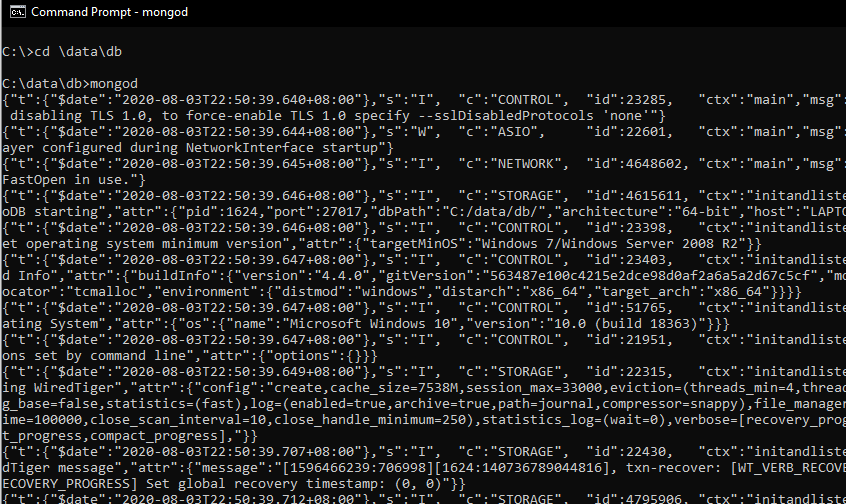 Command Prompt - mongod
C:\>cd \data\db
C:\data\db>mongod
{"t":{"$date":"2020-08-03T22:50:39.640+08:00"},"s":"I",  "c":"CONTROL",  "id":23285,   "ctx":"main","msg":
 disabling TLS 1.0, to force-enable TLS 1.0 specify --sslDisabledProtocols 'none'"}
{"t":{"$date":"2020-08-03T22:50:39.644+08:00"},"s":"W",  "c":"ASIO",     "id":22601,   "ctx":"main","msg":
ayer configured during NetworkInterface startup"}
{"t":{"$date":"2020-08-03T22:50:39.645+08:00"},"s":"I",  "c":"NETWORK",  "id":4648602, "ctx":"main","msg":
FastOpen in use."}
{"t":{"$date":"2020-08-03T22:50:39.646+08:00"},"s":"I",  "c":"STORAGE",  "id":4615611, "ctx":"initandliste
oDB starting","attr":{"pid":1624,"port":27017,"dbPath":"C:/data/db/","architecture":"64-bit","host":"LAPTO
{"t":{"$date":"2020-08-03T22:50:39.646+08:00"},"s":"I",  "c":"CONTROL",  "id":23398,   "ctx":"initandliste
et operating system minimum version","attr":{"targetMinOS":"Windows 7/Windows Server 2008 R2"}}
{"t":{"$date":"2020-08-03T22:50:39.647+08:00"},"s":"I",  "c":"CONTROL",  "id":23403,   "ctx":"initandliste
d Info","attr":{"buildInfo":{"version":"4.4.0","gitVersion":"563487e100c4215e2dce98d0af2a6a5a2d67c5cf","mo
ocator":"tcmalloc","environment":{"distmod":"windows","distarch":"x86_64","target_arch":"x86_64"}}}}
{"t":{"$date":"2020-08-03T22:50:39.647+08:00"},"s":"I",  "c":"CONTROL",  "id":51765,   "ctx":"initandliste
ating System","attr":{"os":{"name":"Microsoft Windows 10","version":"10.0 (build 18363)"}}}
{"t":{"$date":"2020-08-03T22:50:39.647+08:00"},"s":"I",  "c":"CONTROL",  "id":21951,   "ctx":"initandliste
ons set by command line","attr":{"options":{}}}
{"t":{"$date":"2020-08-03T22:50:39.649+08:00"},"s":"I",  "c":"STORAGE",  "id":22315,   "ctx":"initandliste
ing WiredTiger","attr":{"config":"create,cache_size=7538M,session_max=33000,eviction=(threads_min=4,thread
g_base=false,statistics=(fast),log=(enabled=true,archive=true,path=journal,compressor=snappy),file_manager
ime=100000,close_scan_interval=10,close_handle_minimum=250),statistics_log=(wait=0),verbose=[recovery_prog
t_progress,compact_progress],"}}
{"t":{"$date":"2020-08-03T22:50:39.707+08:00"},"s":"I",  "c":"STORAGE",  "id":22430,   "ctx":"initandliste
dTiger message","attr":{"message":"[1596466239:706998][1624:140736789044816], txn-recover: [WT_VERB_RECOVE
ECOVERY_PROGRESS] Set global recovery timestamp: (0, 0)"}}
{"t":{"$date":"2020-08-03T22:50:39.712+08:00"},"s":"I",  "c":"STORAGE",  "id":4795906, "ctx":"initandliste